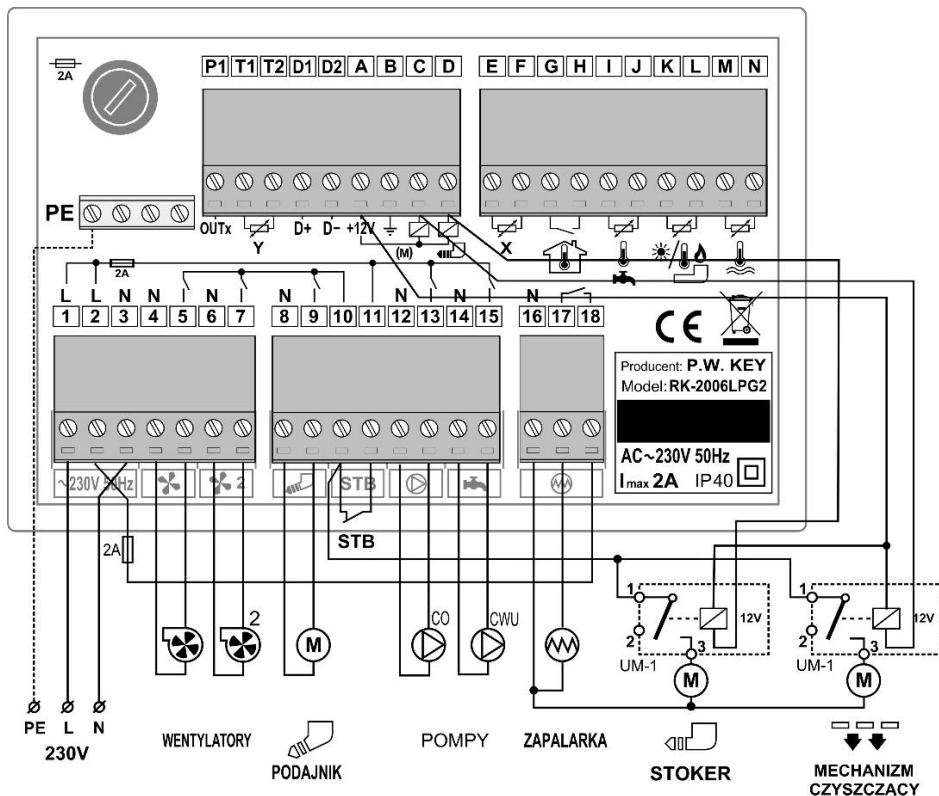 2A
P1 T1 T2 D1 D2 A B C D E F G H I J K L M N
PE
OUTx Y D+ D- +12V (M) X
2A
L L N N N N N N N
1 2 3 4 5 6 7 8 9 10 11 12 13 14 15 16 17 18
CE
Producent: P.W. KEY
Model: RK-2006LPG2
AC~230V 50Hz
I max 2A IP40
~230V 50Hz 2 STB
STB
2A
1 2 3 12V UM-1
1 2 3 12V UM-1
2 M CO CWU M M
PE L N
230V
WENTYLATORY
PODAJNIK
POMPY
ZAPALARKA
STOKER
MECHANIZM
CZYSZCZĄCY